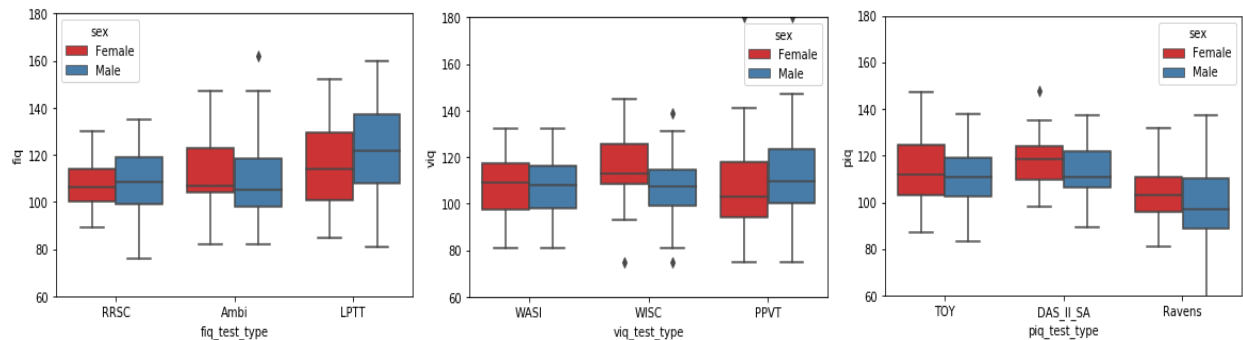 180
160
140
120
100
80
60
fiq
sex
Female
Male
RRSC
Ambi
LPTT
fiq_test_type
180
160
140
120
100
80
60
viq
sex
Female
Male
WASI
WISC
PPVT
viq_test_type
180
160
140
120
100
80
60
piq
sex
Female
Male
TOY
DAS_II_SA
Ravens
piq_test_type